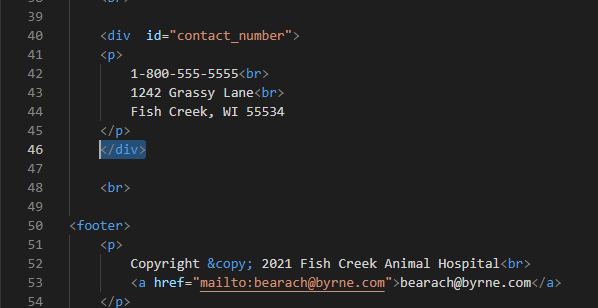 38 <br>
39
40 <div  id="contact_number">
41 <p>
42 1-800-555-5555<br>
43 1242 Grassy Lane<br>
44 Fish Creek, WI 55534
45 </p>
46 </div>
47
48 <br>
49
50 <footer>
51 <p>
52 Copyright &copy; 2021 Fish Creek Animal Hospital<br>
53 <a href="mailto:bearach@byrne.com">bearach@byrne.com</a>
54 </p>